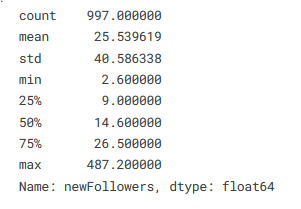 count    997.000000
mean      25.539619
std       40.586338
min        2.600000
25%        9.000000
50%       14.600000
75%       26.500000
max      487.200000
Name: newFollowers, dtype: float64